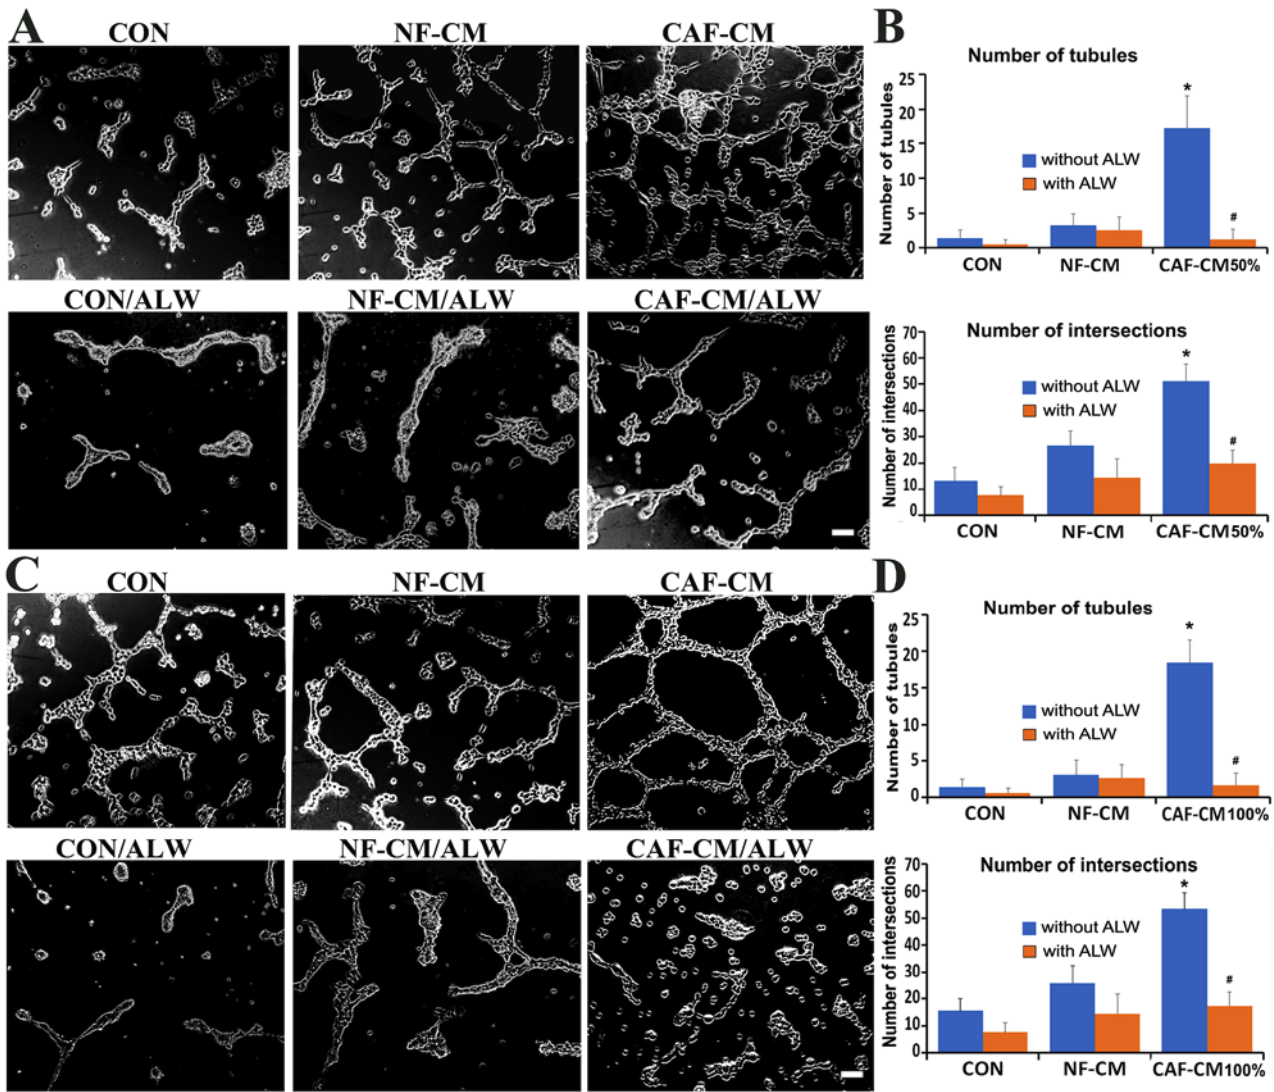 A
CON
NF-CM
CAF-CM
CON/ALW
NF-CM/ALW
CAF-CM/ALW
B
Number of tubules
Number of tubules
25
20
15
10
5
0
without ALW
with ALW
*
#
CON
NF-CM
CAF-CM50%
Number of intersections
Number of intersections
70
60
50
40
30
20
10
0
without ALW
with ALW
*
#
CON
NF-CM
CAF-CM50%
C
CON
NF-CM
CAF-CM
CON/ALW
NF-CM/ALW
CAF-CM/ALW
D
Number of tubules
Number of tubules
25
20
15
10
5
0
without ALW
with ALW
*
#
CON
NF-CM
CAF-CM100%
Number of intersections
Number of intersections
70
60
50
40
30
20
10
0
without ALW
with ALW
*
#
CON
NF-CM
CAF-CM100%